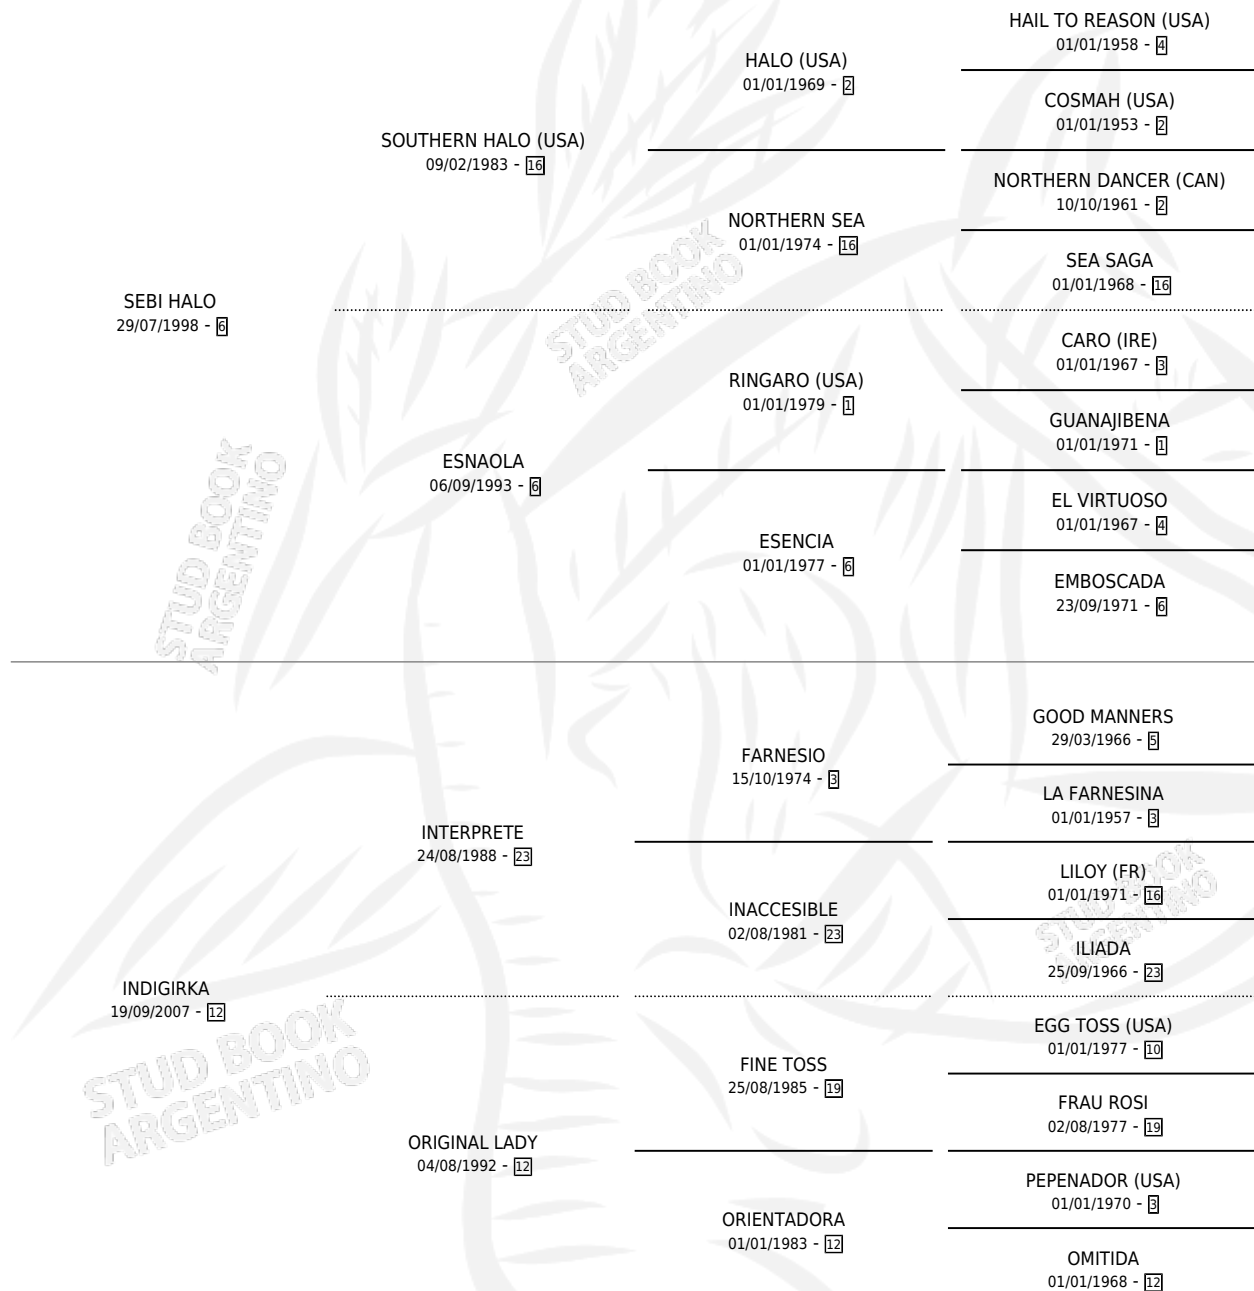 HAIL TO REASON (USA)
01/01/1958 - 4
HALO (USA)
01/01/1969 - 2
COSMAH (USA)
01/01/1953 - 2
SOUTHERN HALO (USA)
09/02/1983 - 16
NORTHERN DANCER (CAN)
10/10/1961 - 2
NORTHERN SEA
01/01/1974 - 16
SEA SAGA
01/01/1968 - 16
SEBI HALO
29/07/1998 - 6
STUD BOOK
ARGENTINO
CARO (IRE)
01/01/1967 - 3
RINGARO (USA)
01/01/1979 - 1
GUANAJIBENA
01/01/1971 - 1
ESNAOLA
06/09/1993 - 6
EL VIRTUOSO
01/01/1967 - 4
ESENCIA
01/01/1977 - 6
EMBOSCADA
23/09/1971 - 6
STUD BOOK
ARGENTINO
GOOD MANNERS
29/03/1966 - 5
FARNESIO
15/10/1974 - 3
LA FARNESINA
01/01/1957 - 3
INTERPRETE
24/08/1988 - 23
LILOY (FR)
01/01/1971 - 16
INACCESIBLE
02/08/1981 - 23
STUD BOOK
ARGENTINO
ILIADA
25/09/1966 - 23
INDIGIRKA
19/09/2007 - 12
STUD BOOK
ARGENTINO
EGG TOSS (USA)
01/01/1977 - 10
FINE TOSS
25/08/1985 - 19
FRAU ROSI
02/08/1977 - 19
ORIGINAL LADY
04/08/1992 - 12
PEPENADOR (USA)
01/01/1970 - 3
ORIENTADORA
01/01/1983 - 12
OMITIDA
01/01/1968 - 12